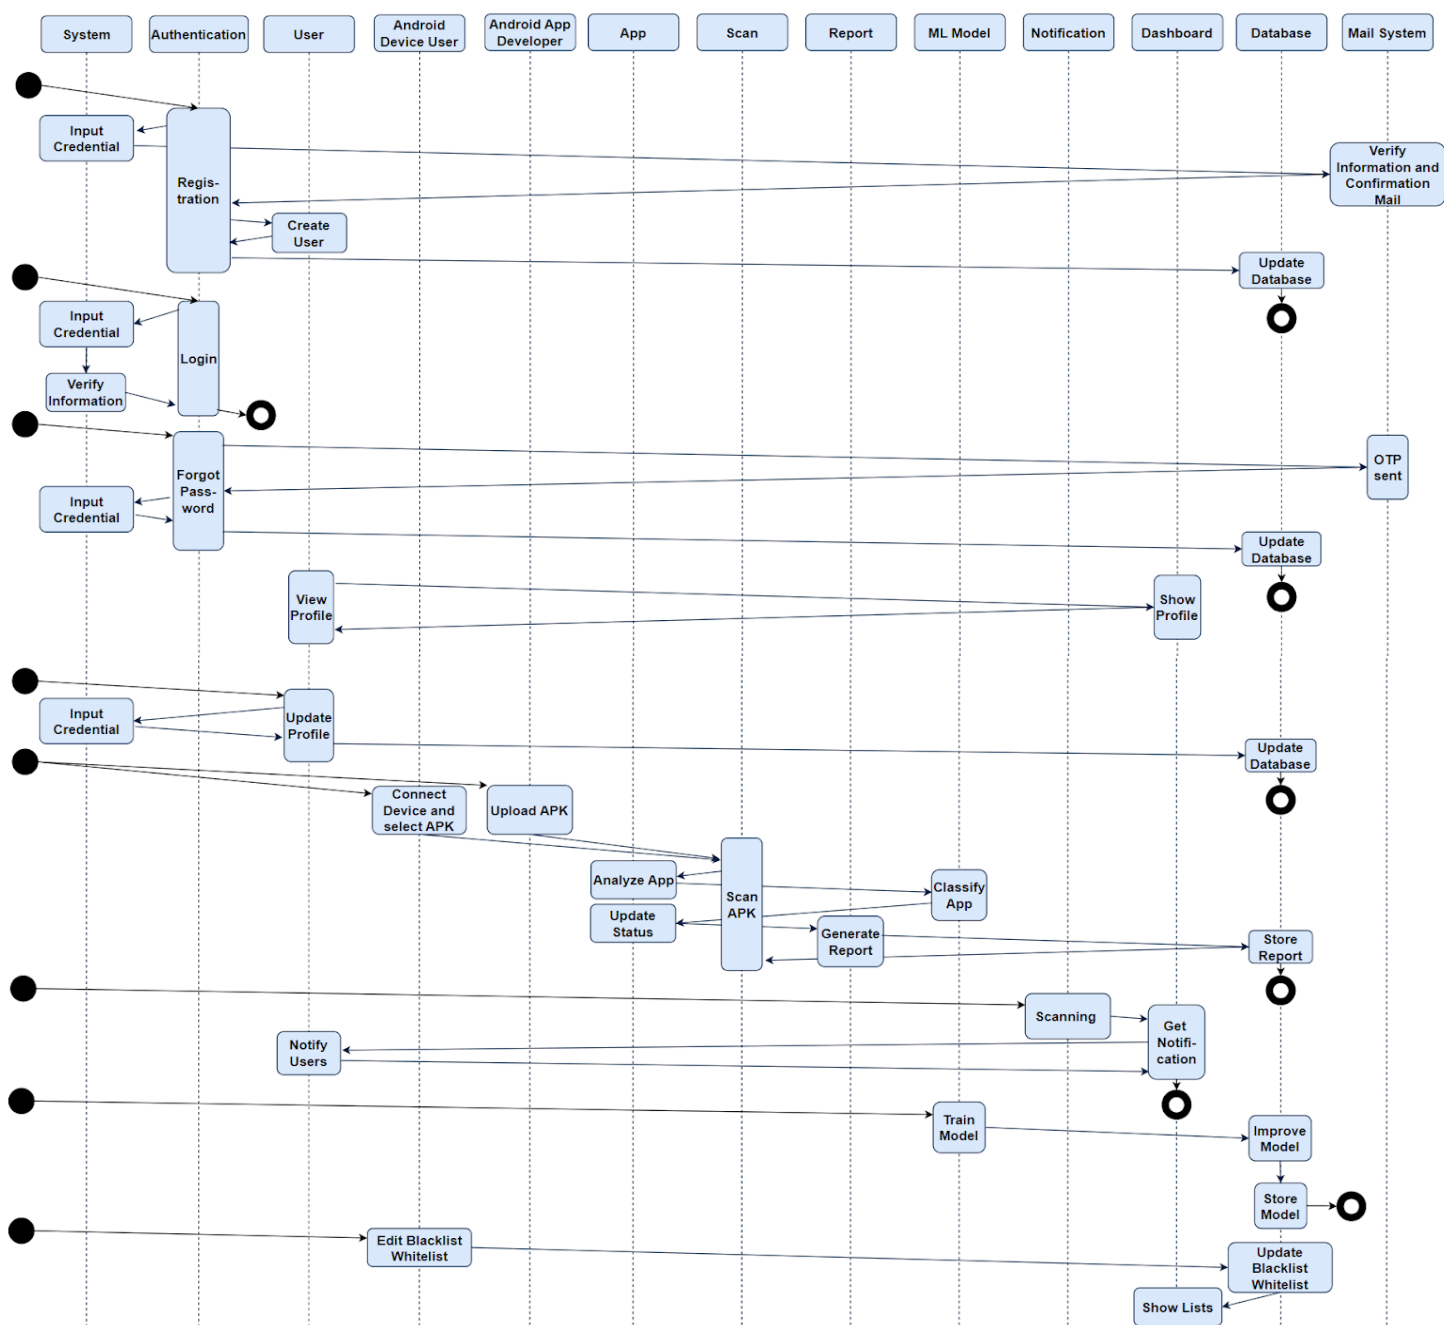 System
Authentication
User
Android
Device User
Android App
Developer
App
Scan
Report
ML Model
Notification
Dashboard
Database
Mail System
Input
Credential
Regis-
tration
Verify
Information and
Confirmation
Mail
Create
User
Update
Database
Input
Credential
Login
Verify
Information
Forgot
Pass-
word
OTP
sent
Input
Credential
Update
Database
View
Profile
Show
Profile
Update
Profile
Input
Credential
Update
Database
Connect
Device and
select APK
Upload APK
Scan
APK
Analyze App
Classify
App
Update
Status
Generate
Report
Store
Report
Scanning
Get
Notifi-
cation
Notify
Users
Train
Model
Improve
Model
Store
Model
Edit Blacklist
Whitelist
Update
Blacklist
Whitelist
Show Lists